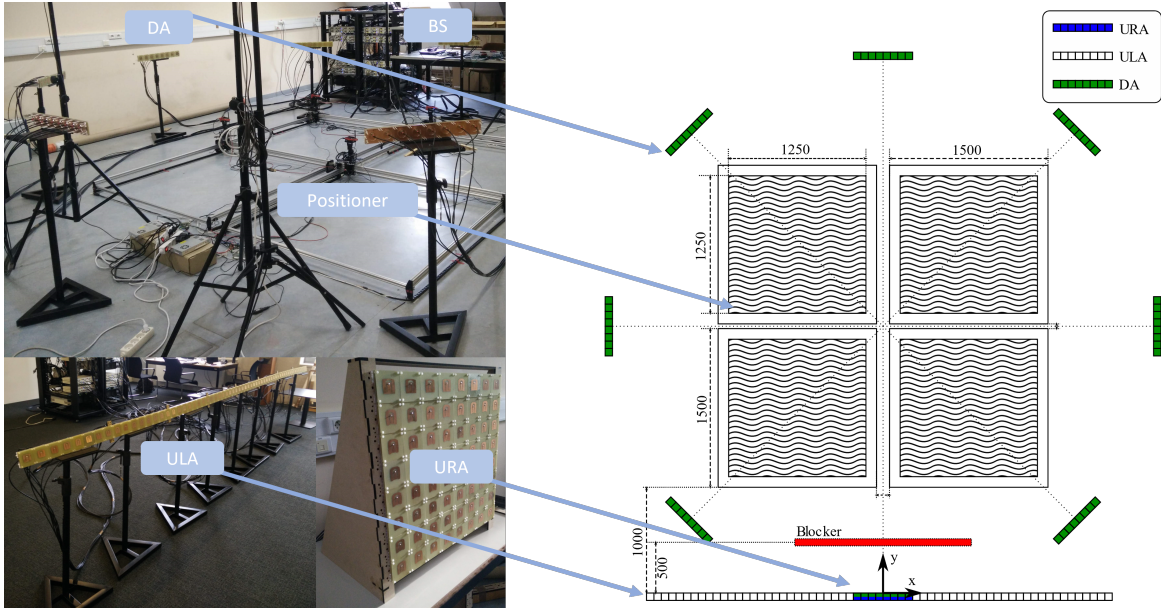 DA
BS
Positioner
ULA
URA
URA
ULA
DA
1250
1500
1250
1500
1000
500
Blocker
y
x